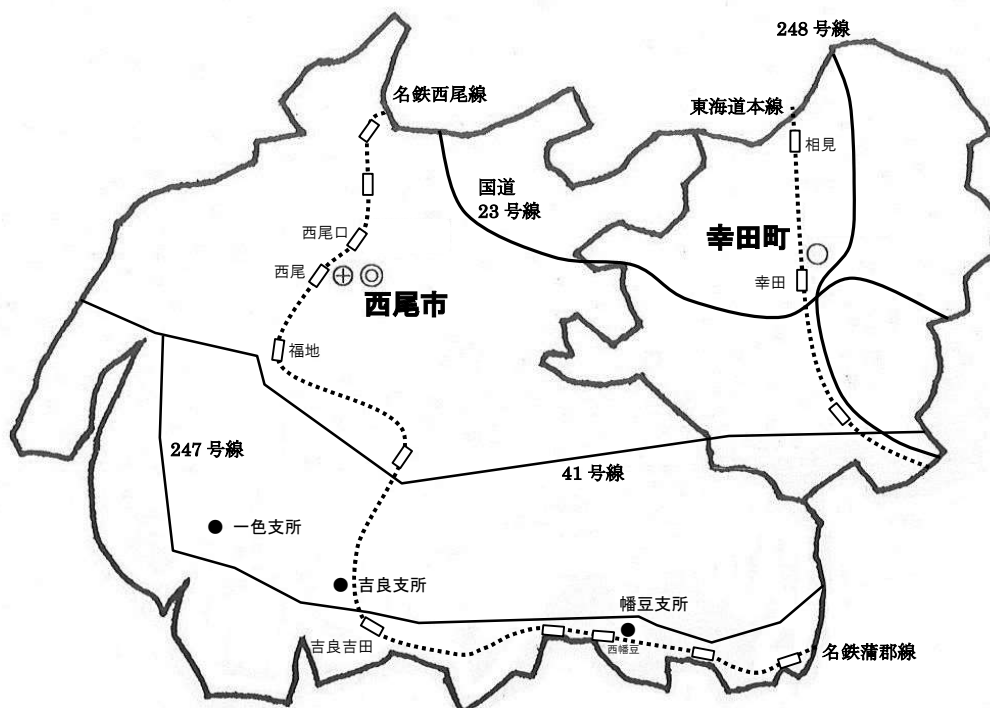 248 号線
名鉄西尾線
東海道本線
相見
国道
23 号線
西尾口
幸田町
西尾
西尾市
幸田
福地
247 号線
41 号線
一色支所
吉良支所
幡豆支所
吉良吉田
西幡豆
名鉄蒲郡線